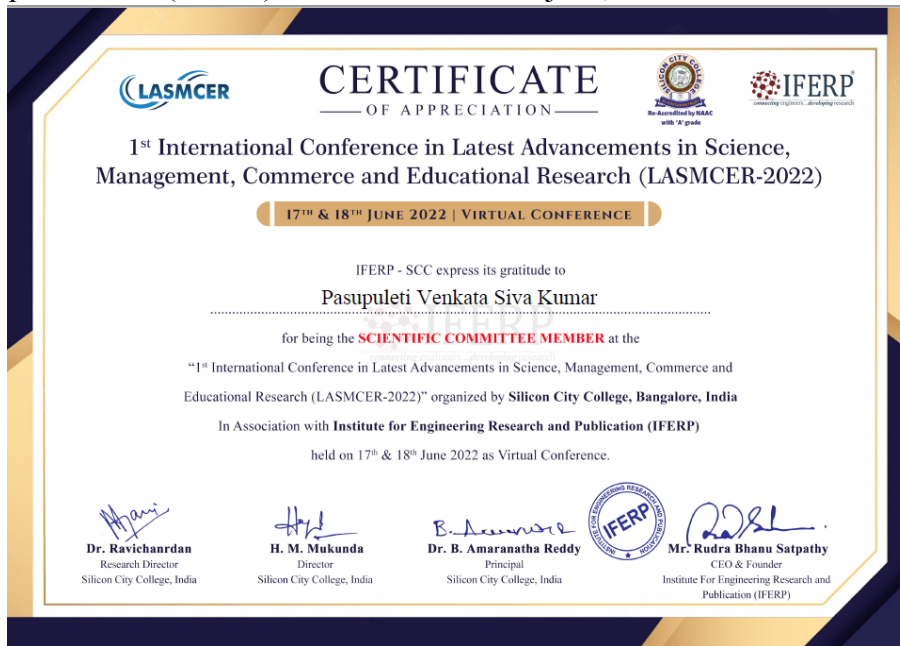 LASMCER
CERTIFICATE
OF APPRECIATION
SILICON CITY COLLEGE
Re-Accredited by NAAC
with 'A' grade
IFERP
connecting engineers...developing research
1st International Conference in Latest Advancements in Science,
Management, Commerce and Educational Research (LASMCER-2022)
17TH & 18TH JUNE 2022 | VIRTUAL CONFERENCE
IFERP - SCC express its gratitude to
Pasupuleti Venkata Siva Kumar
IFERP
connecting engineers...developing research
for being the SCIENTIFIC COMMITTEE MEMBER at the
“1st International Conference in Latest Advancements in Science, Management, Commerce and
Educational Research (LASMCER-2022)” organized by Silicon City College, Bangalore, India
In Association with Institute for Engineering Research and Publication (IFERP)
held on 17th & 18th June 2022 as Virtual Conference.
Dr. Ravichanrdan
Research Director
Silicon City College, India
H. M. Mukunda
Director
Silicon City College, India
Dr. B. Amaranatha Reddy
Principal
Silicon City College, India
INSTITUTE FOR ENGINEERING RESEARCH AND PUBLICATION
IFERP
Mr. Rudra Bhanu Satpathy
CEO & Founder
Institute For Engineering Research and
Publication (IFERP)